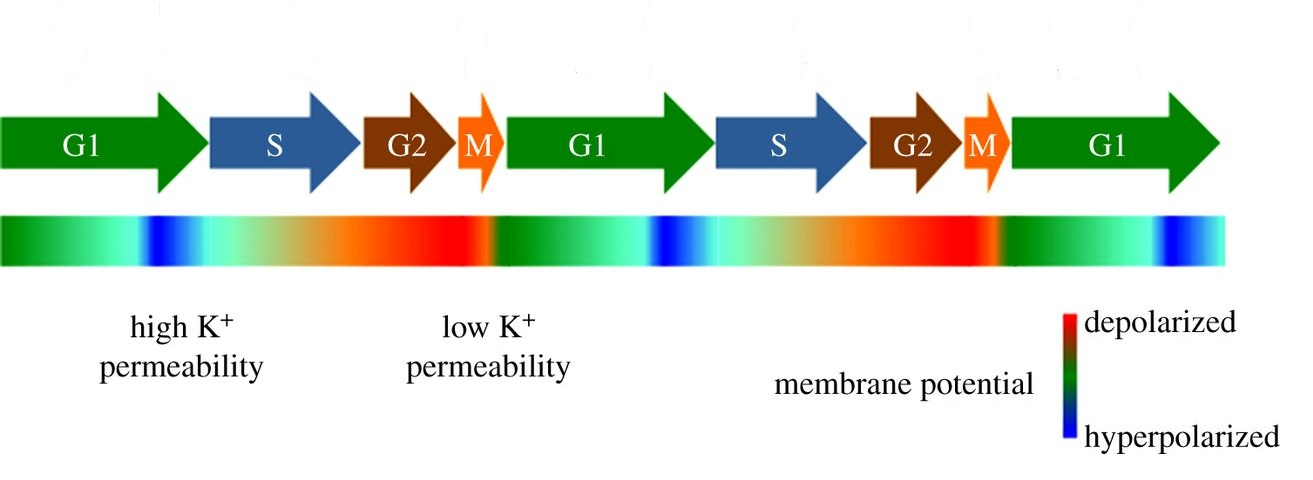 G1 S G2 M G1 S G2 M G1
high K⁺
permeability
low K⁺
permeability
depolarized
membrane potential
hyperpolarized